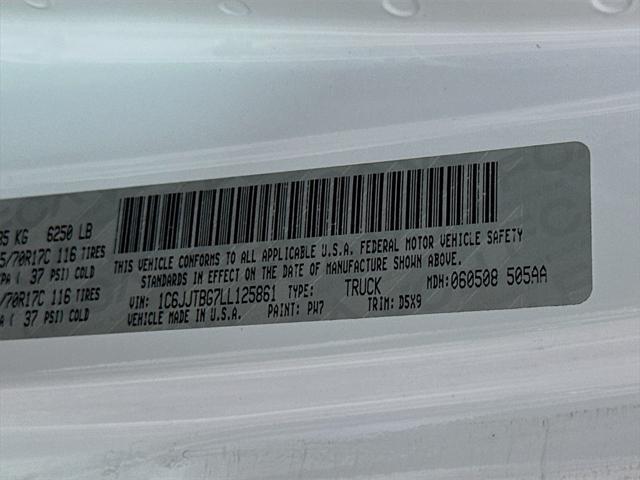 85 KG 6250 LB
5/70R17C 116 TIRES
PA ( 37 PSI) COLD
/70R17C 116 TIRES
A ( 37 PSI) COLD
THIS VEHICLE CONFORMS TO ALL APPLICABLE U.S.A. FEDERAL MOTOR VEHICLE SAFETY
STANDARDS IN EFFECT ON THE DATE OF MANUFACTURE SHOWN ABOVE.
VIN: 1C6JJTBG7LL125861 TYPE: TRUCK MDH: 060508 505AA
VEHICLE MADE IN U.S.A. PAINT: PW7 TRIM: D5X9